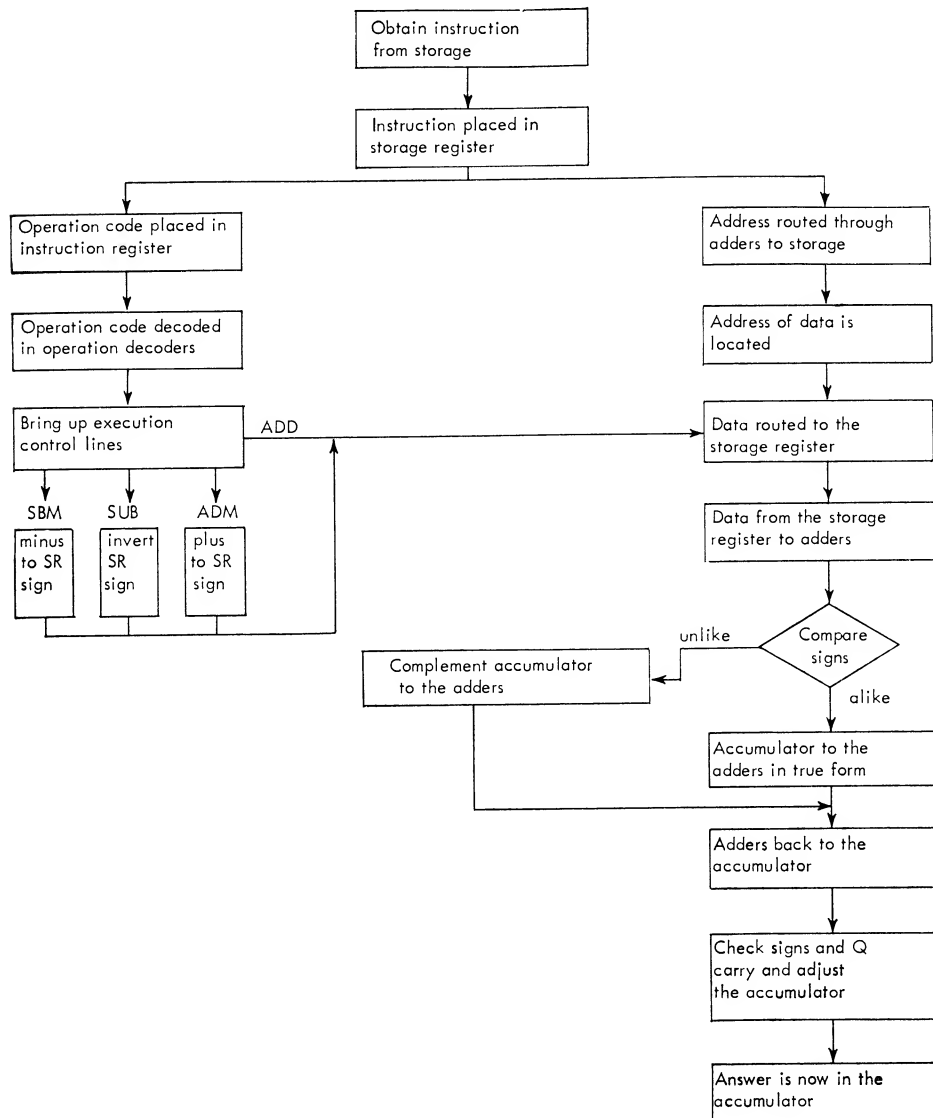 Obtain instruction
from storage
Instruction placed in
storage register
Operation code placed in
instruction register
Operation code decoded
in operation decoders
Bring up execution
control lines
ADD
SBM
minus
to SR
sign
SUB
invert
SR
sign
ADM
plus
to SR
sign
Address routed through
adders to storage
Address of data is
located
Data routed to the
storage register
Data from the storage
register to adders
Compare
signs
unlike
Complement accumulator
to the adders
alike
Accumulator to the
adders in true form
Adders back to the
accumulator
Check signs and Q
carry and adjust
the accumulator
Answer is now in the
accumulator